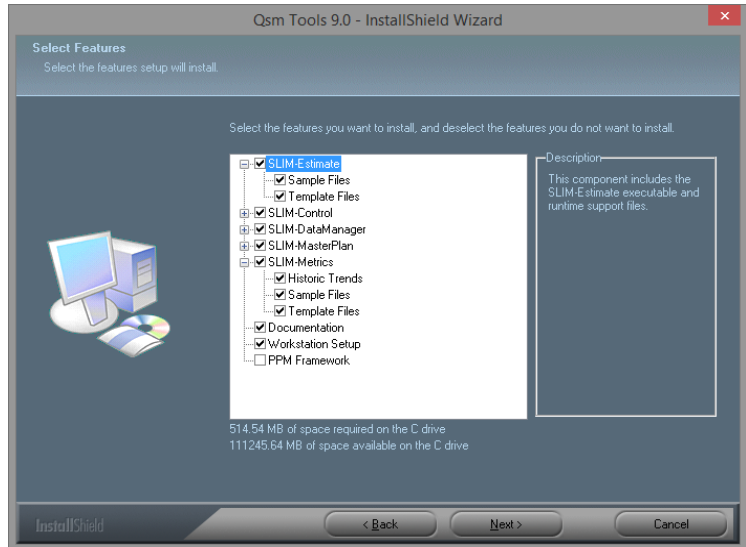 Qsm Tools 9.0 - InstallShield Wizard
Select Features
Select the features setup will install.
Select the features you want to install, and deselect the features you do not want to install.
SLIM-Estimate
Sample Files
Template Files
SLIM-Control
SLIM-DataManager
SLIM-MasterPlan
SLIM-Metrics
Historic Trends
Sample Files
Template Files
Documentation
Workstation Setup
PPM Framework
Description
This component includes the
SLIM-Estimate executable and
runtime support files.
514.54 MB of space required on the C drive
111245.64 MB of space available on the C drive
InstallShield
< Back
Next >
Cancel